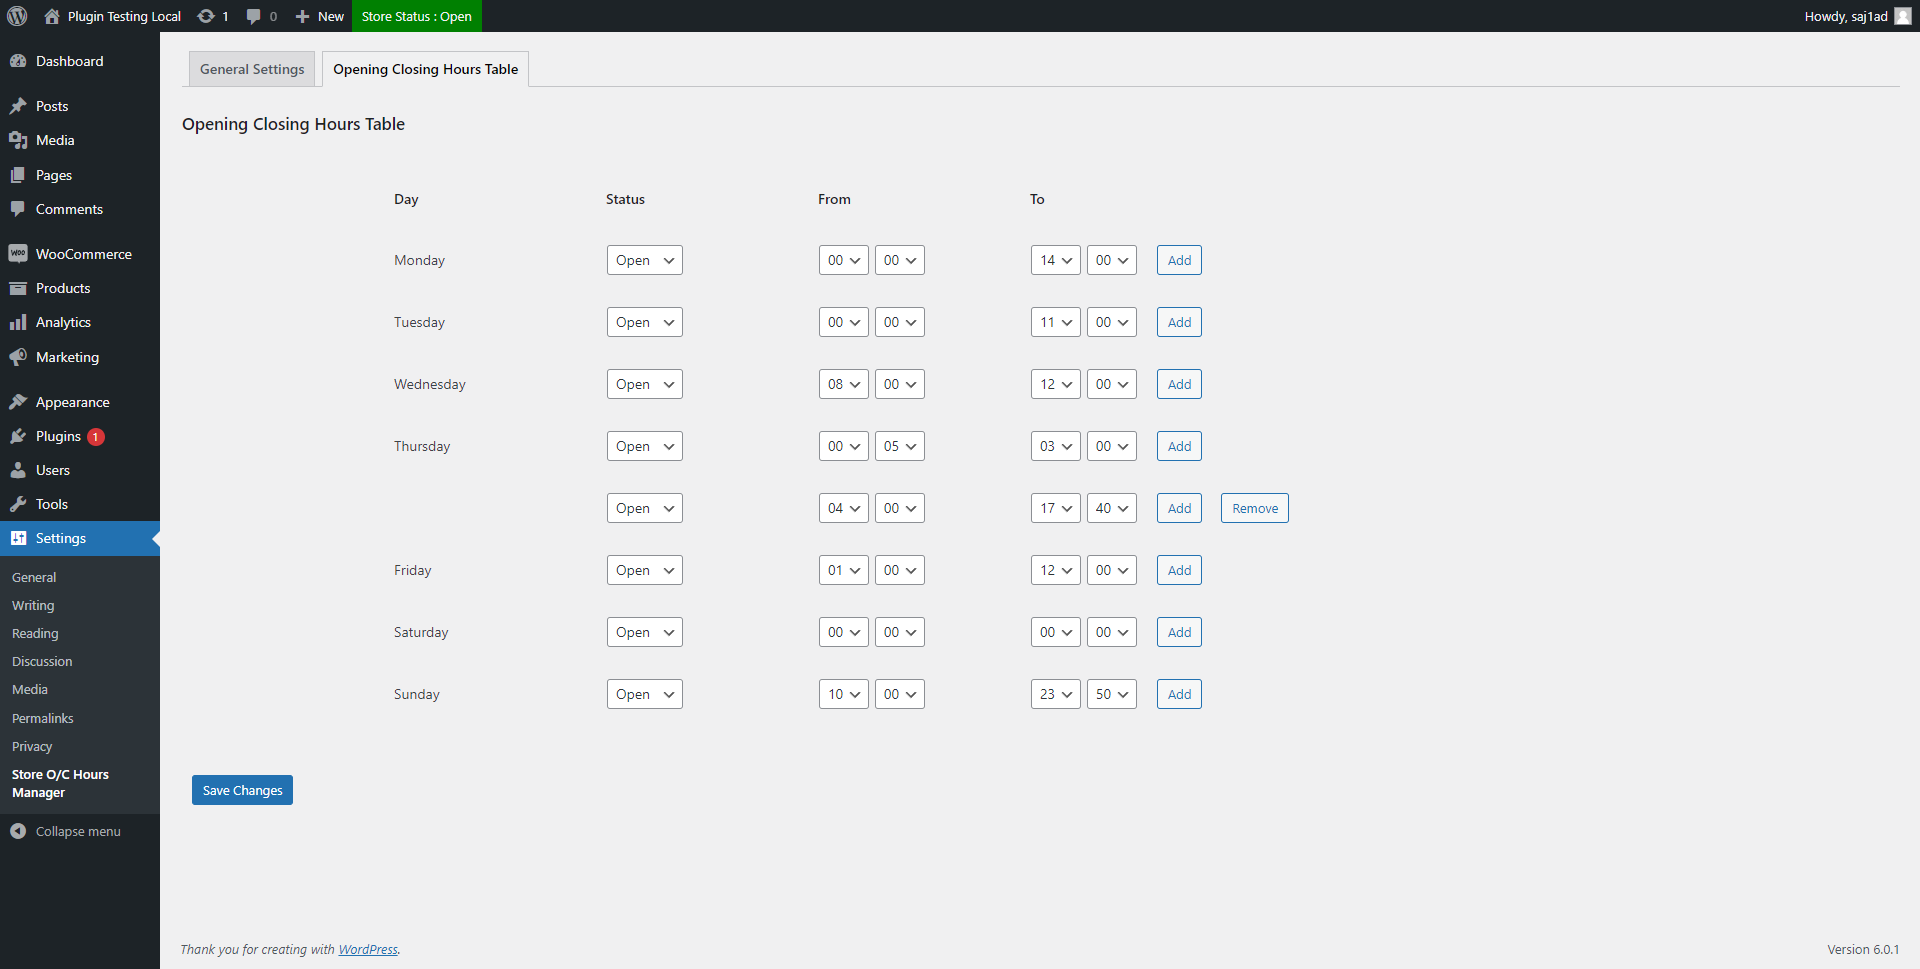 Plugin Testing Local 1 0 New Store Status : Open Howdy, saj1ad
Dashboard
Posts
Media
Pages
Comments
WooCommerce
Products
Analytics
Marketing
Appearance
Plugins 1
Users
Tools
Settings
General
Writing
Reading
Discussion
Media
Permalinks
Privacy
Store O/C Hours
Manager
Collapse menu
General Settings Opening Closing Hours Table
Opening Closing Hours Table
Day Status From To
Monday Open 00 00 14 00 Add
Tuesday Open 00 00 11 00 Add
Wednesday Open 08 00 12 00 Add
Thursday Open 00 05 03 00 Add
Open 04 00 17 40 Add Remove
Friday Open 01 00 12 00 Add
Saturday Open 00 00 00 00 Add
Sunday Open 10 00 23 50 Add
Save Changes
Thank you for creating with WordPress. Version 6.0.1